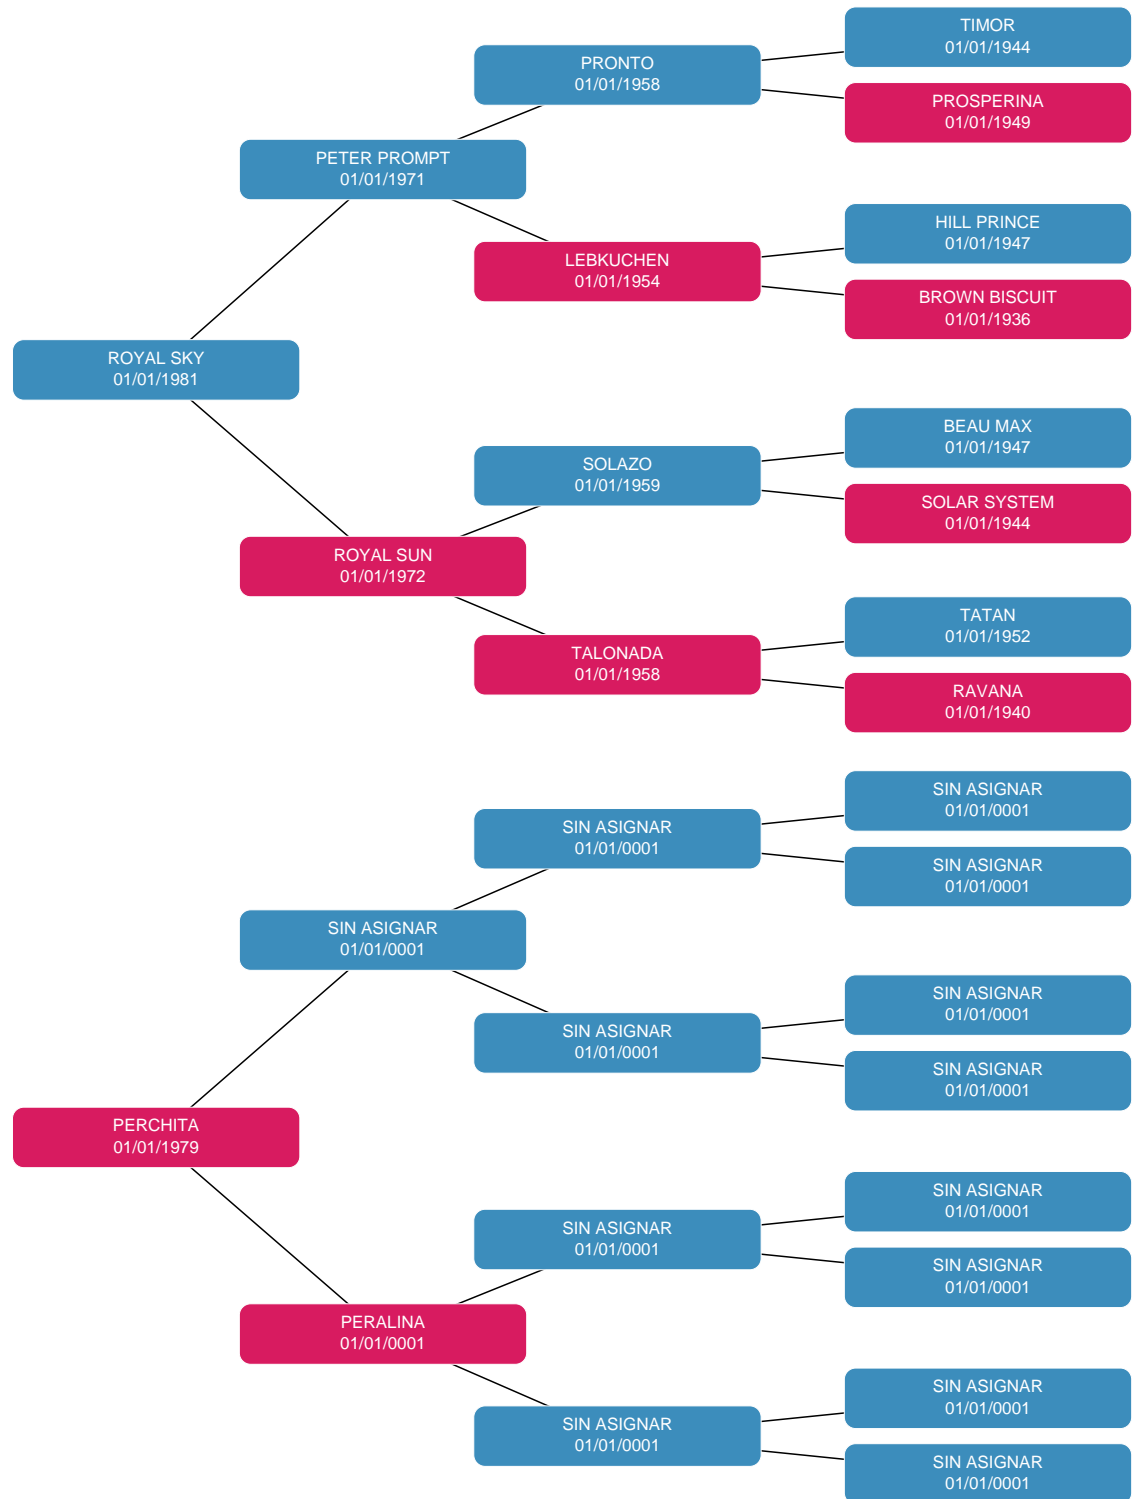 TIMOR
01/01/1944
PRONTO
01/01/1958
PROSPERINA
01/01/1949
PETER PROMPT
01/01/1971
HILL PRINCE
01/01/1947
LEBKUCHEN
01/01/1954
BROWN BISCUIT
01/01/1936
ROYAL SKY
01/01/1981
BEAU MAX
01/01/1947
SOLAZO
01/01/1959
SOLAR SYSTEM
01/01/1944
ROYAL SUN
01/01/1972
TATAN
01/01/1952
TALONADA
01/01/1958
RAVANA
01/01/1940
SIN ASIGNAR
01/01/0001
SIN ASIGNAR
01/01/0001
SIN ASIGNAR
01/01/0001
SIN ASIGNAR
01/01/0001
SIN ASIGNAR
01/01/0001
SIN ASIGNAR
01/01/0001
SIN ASIGNAR
01/01/0001
PERCHITA
01/01/1979
SIN ASIGNAR
01/01/0001
SIN ASIGNAR
01/01/0001
SIN ASIGNAR
01/01/0001
PERALINA
01/01/0001
SIN ASIGNAR
01/01/0001
SIN ASIGNAR
01/01/0001
SIN ASIGNAR
01/01/0001